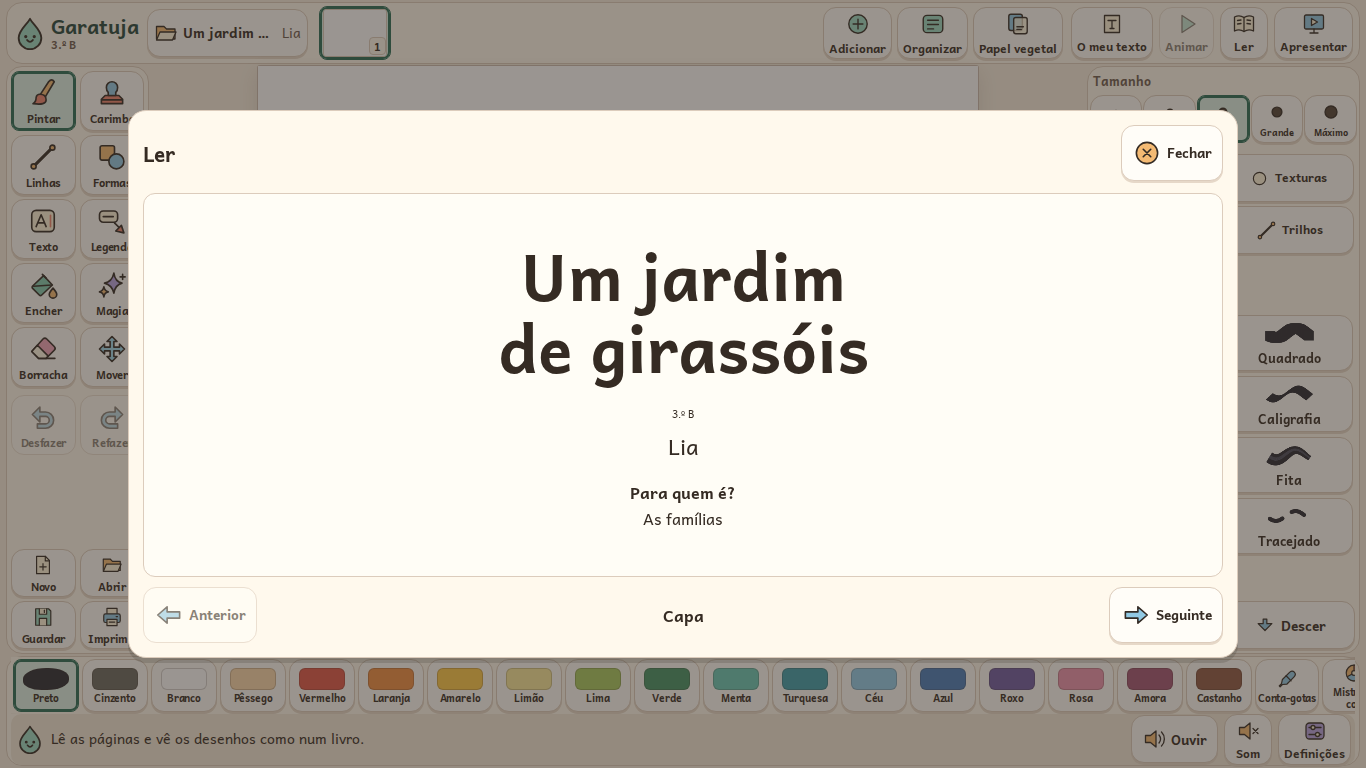 Garatuja
3.º B
Um jardim ...
Lia
1
Adicionar
Organizar
Papel vegetal
O meu texto
Animar
Ler
Apresentar
Pintar
Linhas
Formas
Texto
Encher
Magia
Borracha
Mover
Desfazer
Novo
Abrir
Guardar
Tamanho
Grande
Máximo
Texturas
Trilhos
Quadrado
Caligrafia
Fita
Tracejado
Descer
Ler
Fechar
Um jardim
de girassóis
3.º B
Lia
Para quem é?
As famílias
Anterior
Capa
Seguinte
Preto
Cinzento
Branco
Pêssego
Vermelho
Laranja
Amarelo
Limão
Lima
Verde
Menta
Turquesa
Céu
Azul
Roxo
Rosa
Amora
Castanho
Conta-gotas
Lê as páginas e vê os desenhos como num livro.
Ouvir
Som
Definições